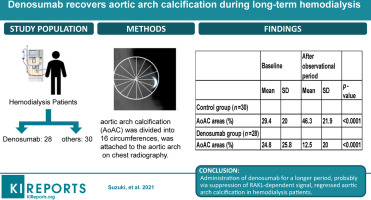 Denosumab recovers aortic arch calcification during long-term hemodialysis
STUDY POPULATION
METHODS
FINDINGS
Hemodialysis Patients
Denosumab: 28
others: 30
aortic arch calcification
(AoAC) was divided into
16 circumferences, was
attached to the aortic arch
on chest radiography.
Baseline
After
observational
period
Mean SD Mean SD p-
value
Control group (n=30)
AoAC areas (%) 29.4 20 46.3 21.9 <0.0001
Denosumab group (n=28)
AoAC areas (%) 24.8 25.8 12.5 20 <0.0001
KI REPORTS
KIReports.org
Suzuki, et al. 2021
CONCLUSION:
Administration of denosumab for a longer period, probably
via suppression of RAKL-dependent signal, regressed aortic
arch calcification in hemodialysis patients.